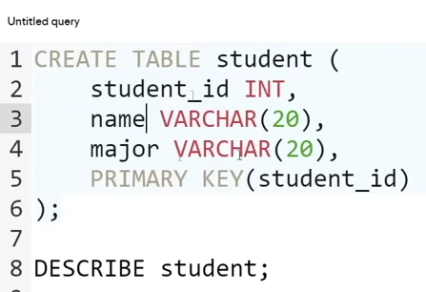 Untitled query
1 CREATE TABLE student (
2 student_id INT,
3 name VARCHAR(20),
4 major VARCHAR(20),
5 PRIMARY KEY(student_id)
6 );
7
8 DESCRIBE student;